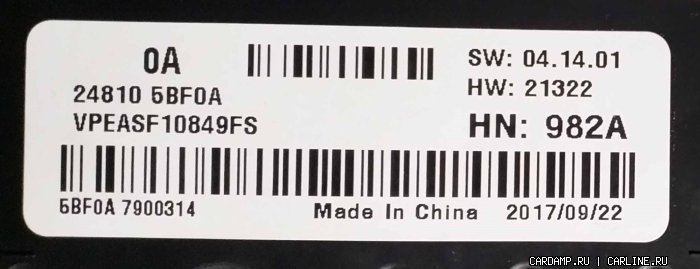 0A
SW: 04.14.01
24810 5BF0A
HW: 21322
VPEASF10849FS
HN: 982A
5BF0A 7900314
Made In China
2017/09/22
CARDAMP.RU | CARLINE.RU